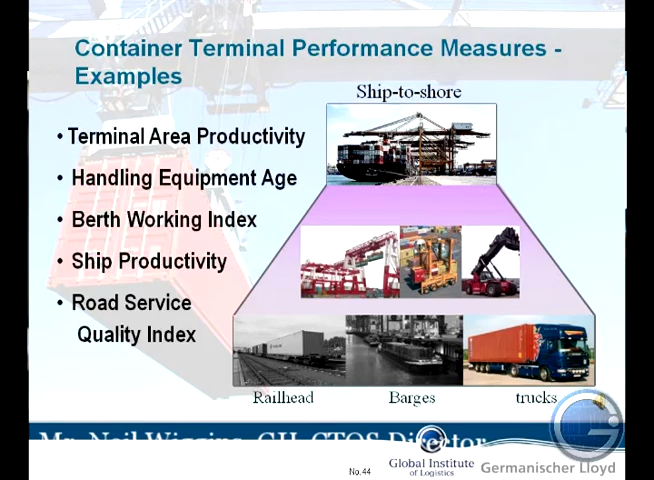 Container Terminal Performance Measures -
Examples
Ship-to-shore
• Terminal Area Productivity
• Handling Equipment Age
• Berth Working Index
• Ship Productivity
• Road Service
Quality Index
Railhead
Barges
trucks
Mr. Neil Wiggins, GH CTQS Director
No.44
Global Institute
of Logistics
Germanischer Lloyd